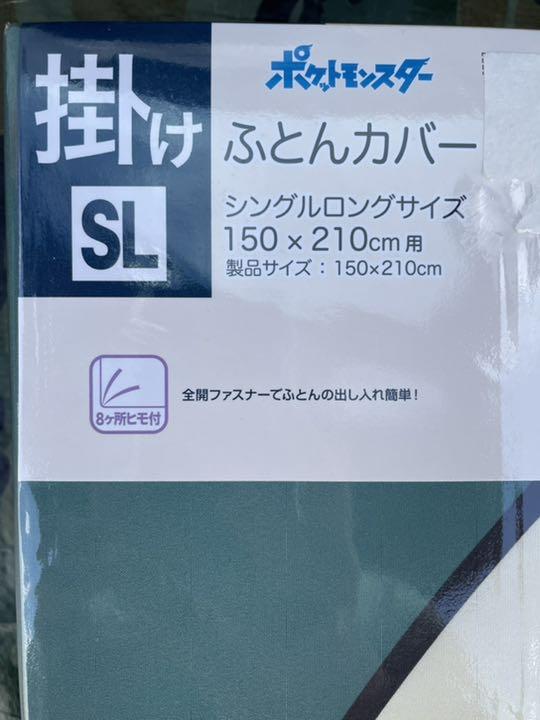 掛け
SL
ポケットモンスター
ふとんカバー
シングルロングサイズ
150×210cm用
製品サイズ：150×210cm
8ヶ所ヒモ付
全開ファスナーでふとんの出し入れ簡単!